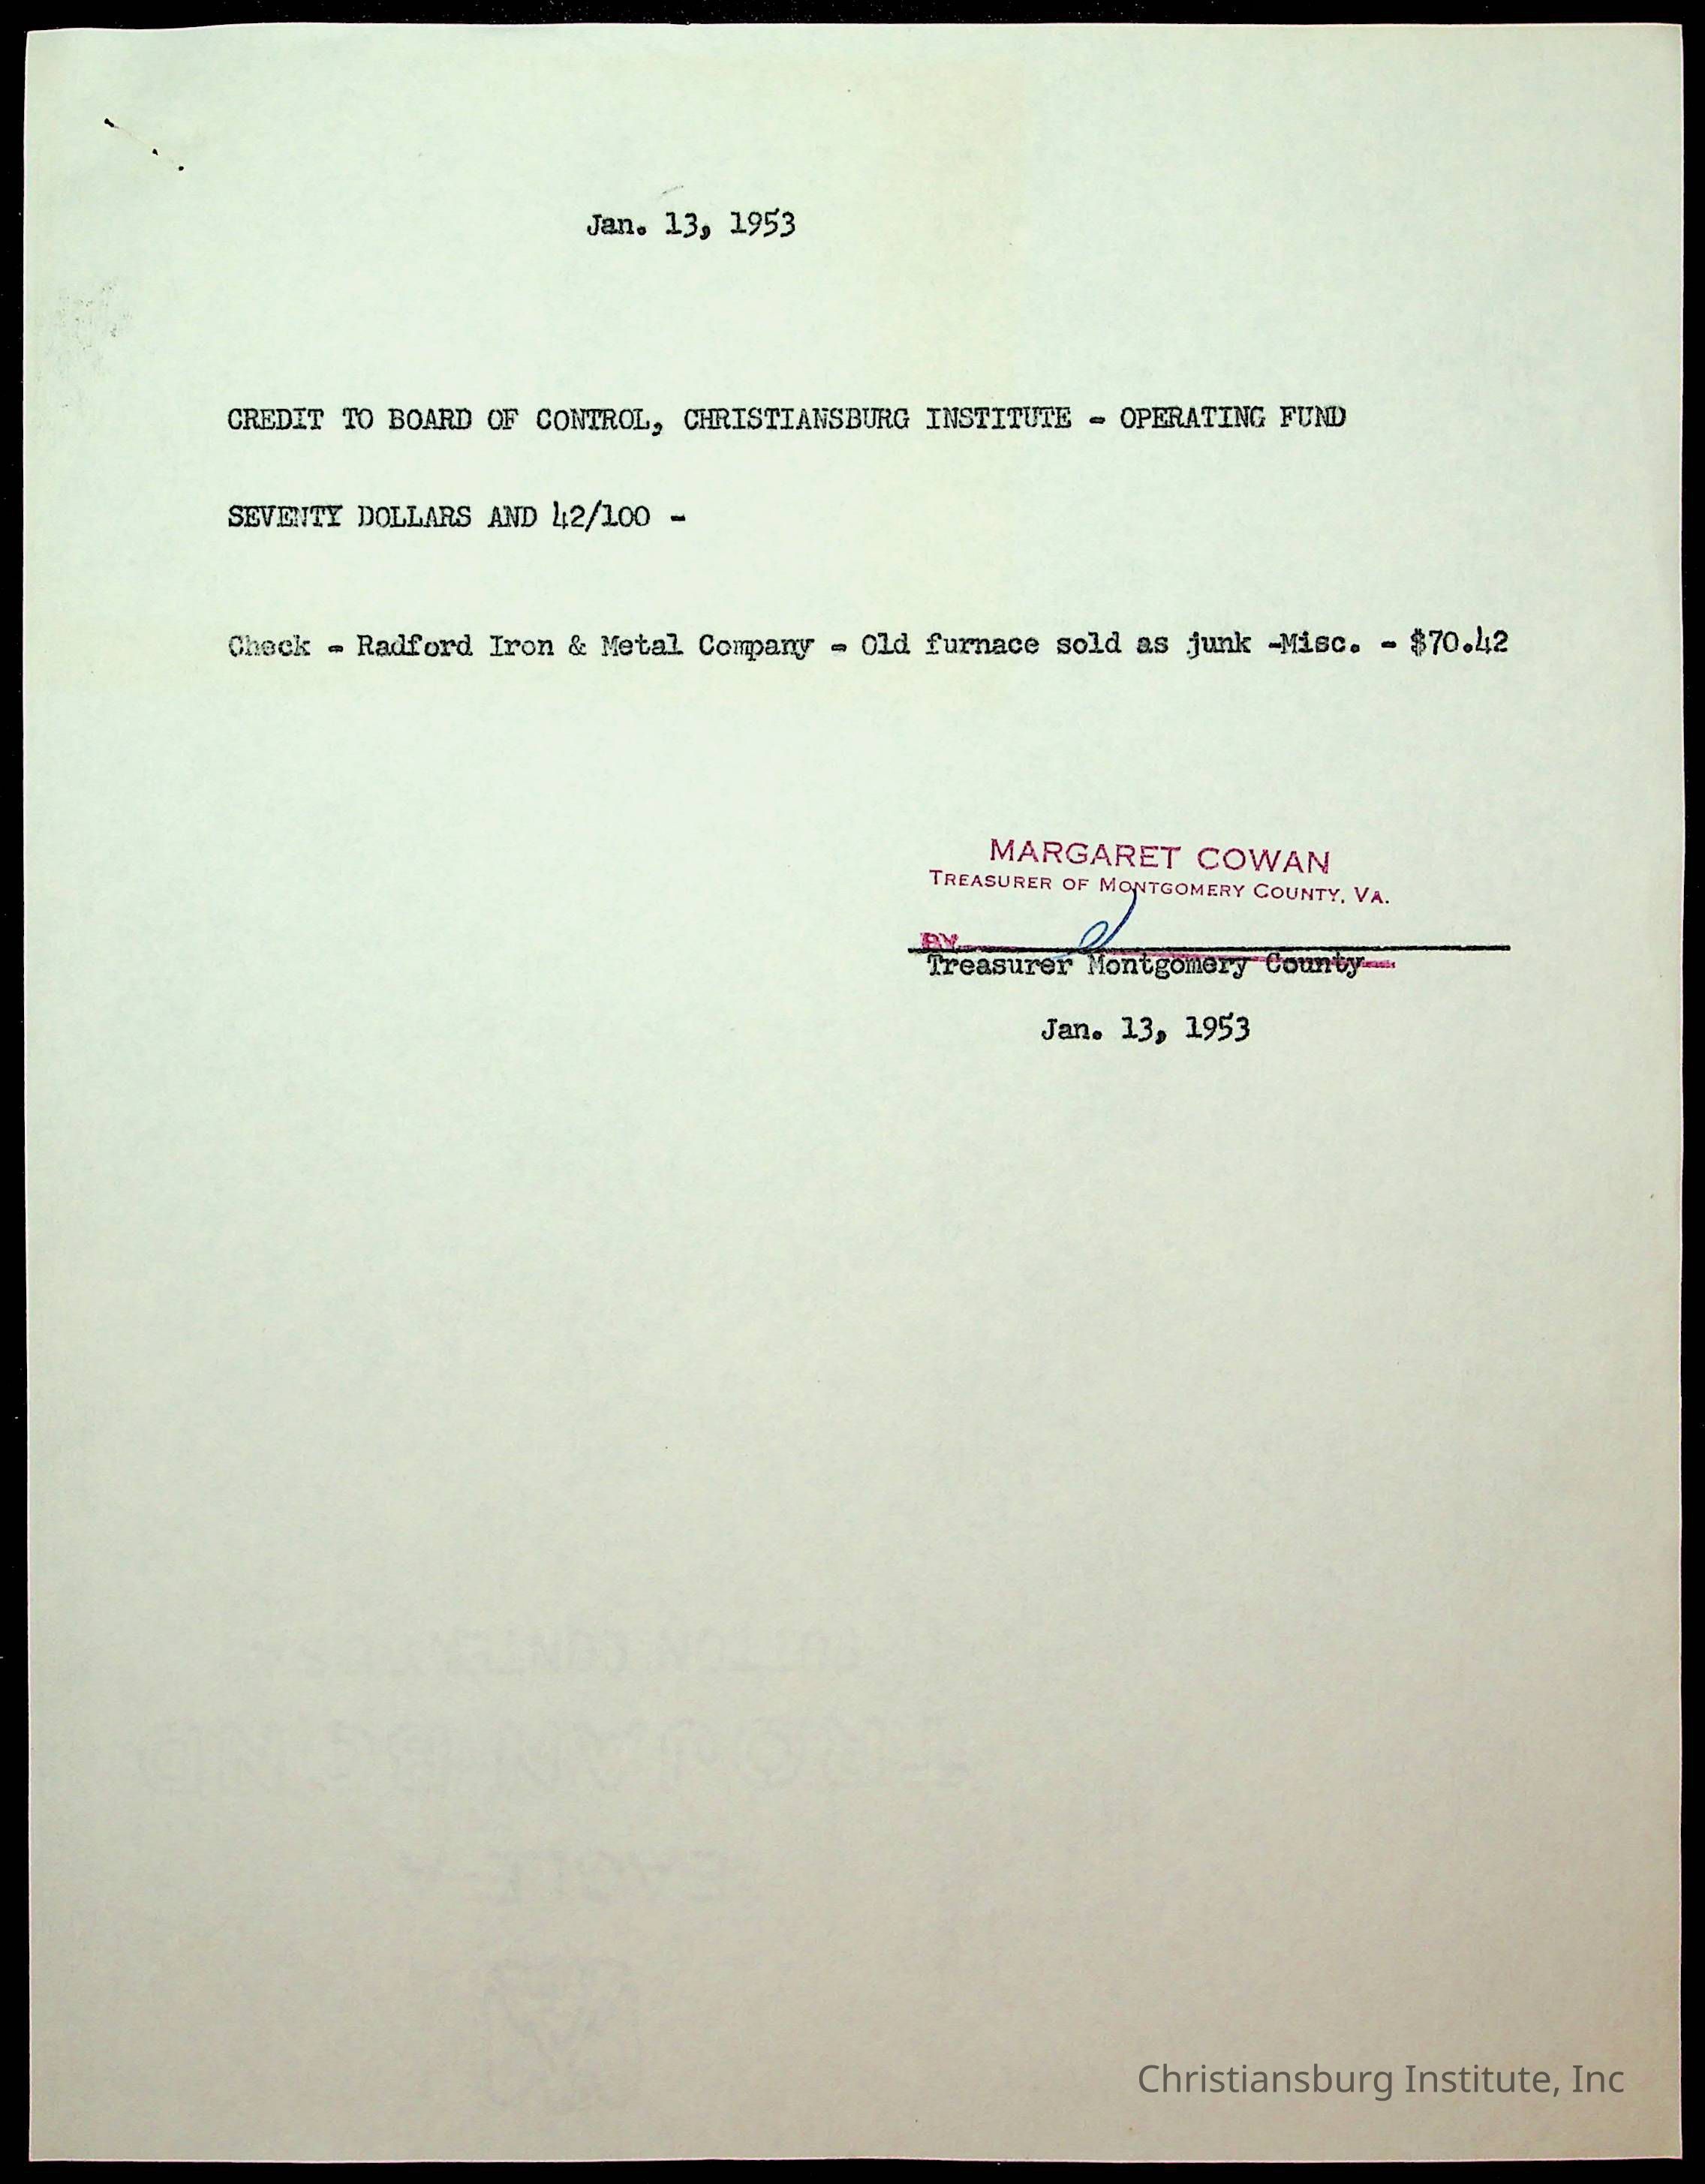 Jan. 13, 1953
CREDIT TO BOARD OF CONTROL, CHRISTIANSBURG INSTITUTE - OPERATING FUND
SEVENTY DOLLARS AND 42/100 -
Check - Radford Iron & Metal Company - Old furnace sold as junk -Misc. - $70.42
MARGARET COWAN
TREASURER OF MONTGOMERY COUNTY, VA.
BY
Treasurer Montgomery County
Jan. 13, 1953
Christiansburg Institute, Inc